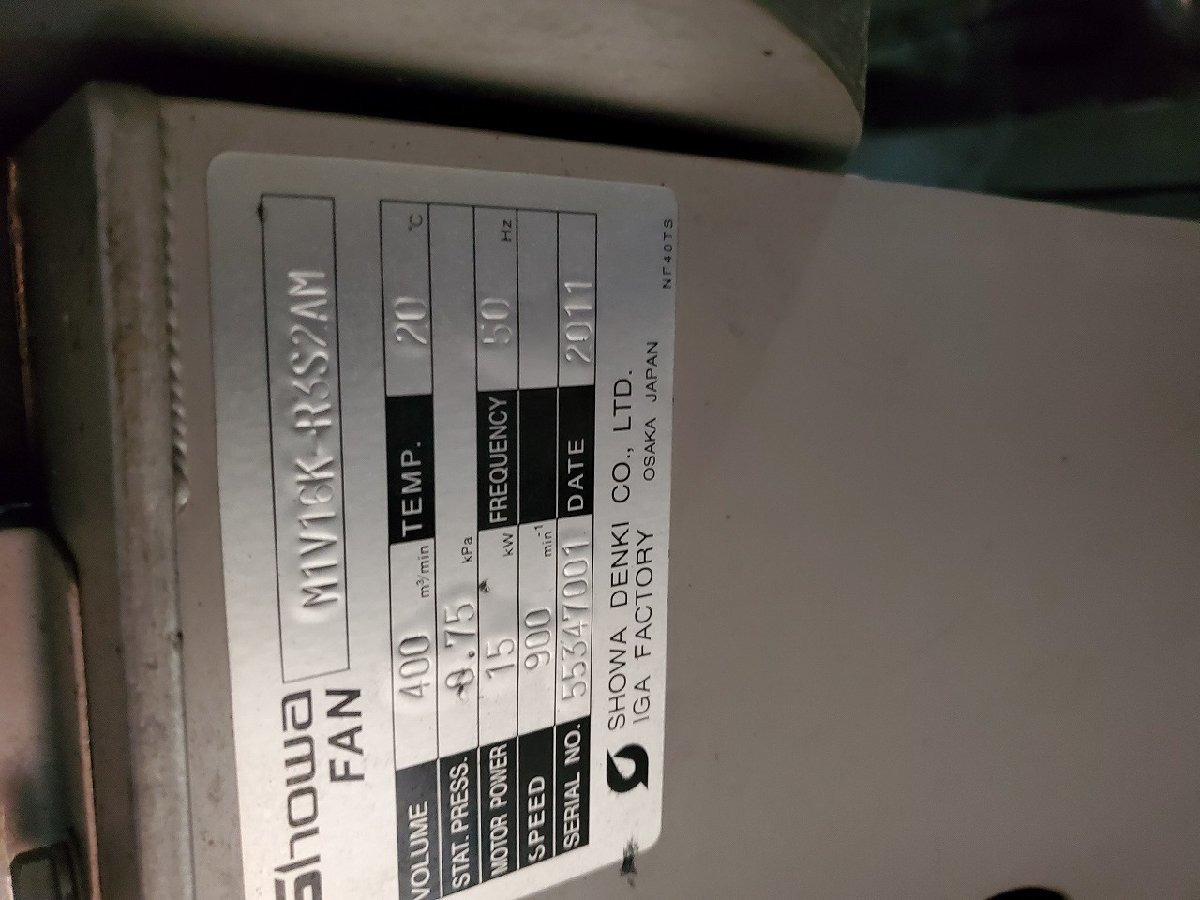 Showa M1V16K-R3S2AM
FAN
VOLUME 400 m³/min TEMP. 20 °C
STAT. PRESS. 0.75 kPa
MOTOR POWER 15 kW FREQUENCY 50 Hz
SPEED 900 min⁻¹
SERIAL NO. 55347001 DATE 2011
SHOWA DENKI CO., LTD.
IGA FACTORY OSAKA JAPAN
NF40TS